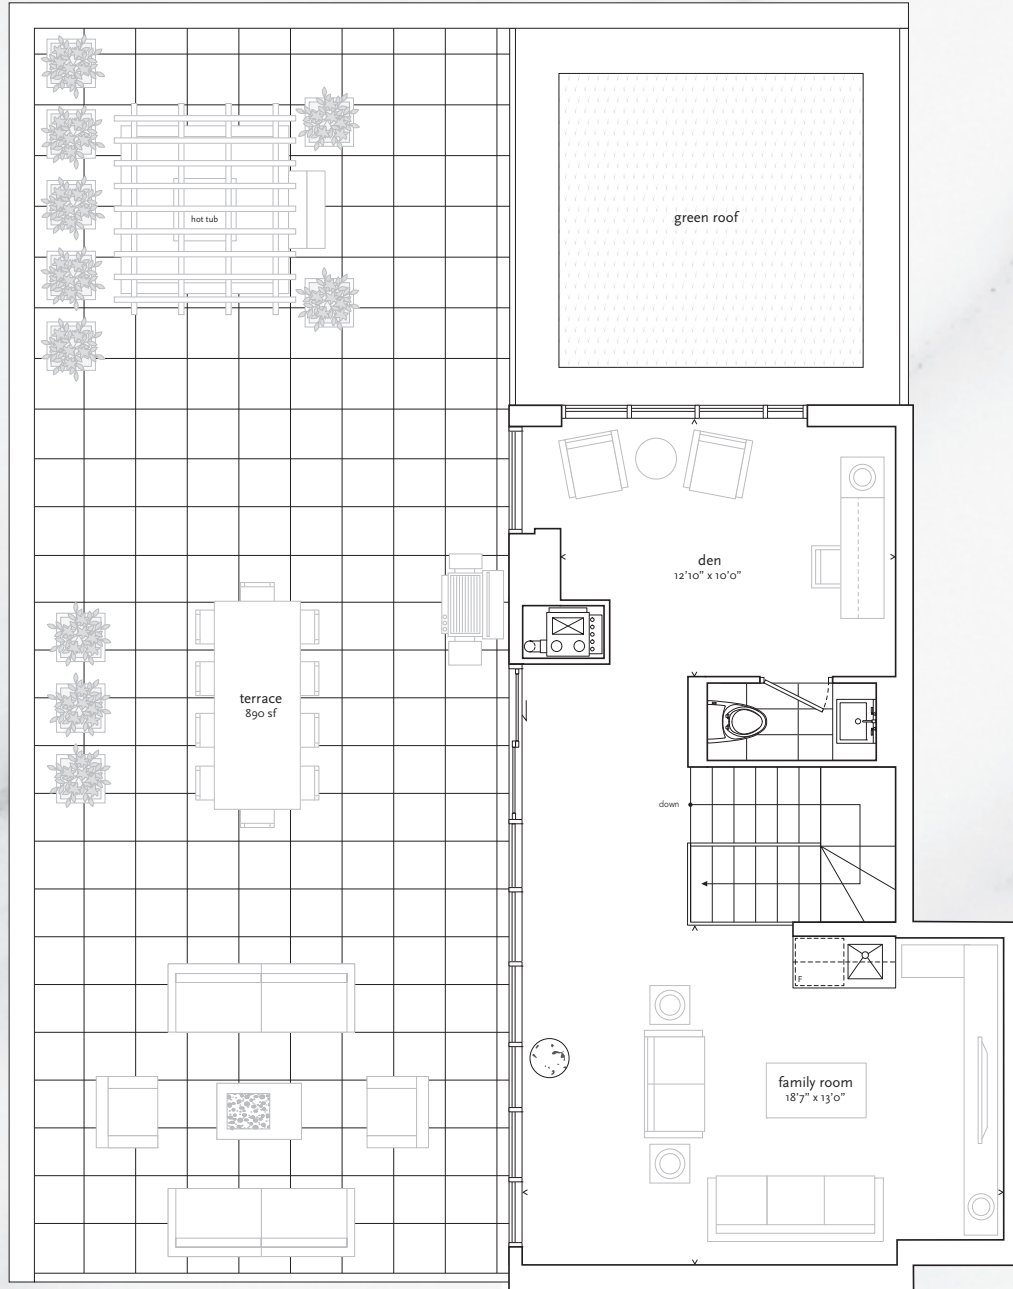 hot tub
green roof
den
12'10" x 10'0"
terrace
890 sf
down
F
family room
18'7" x 13'0"